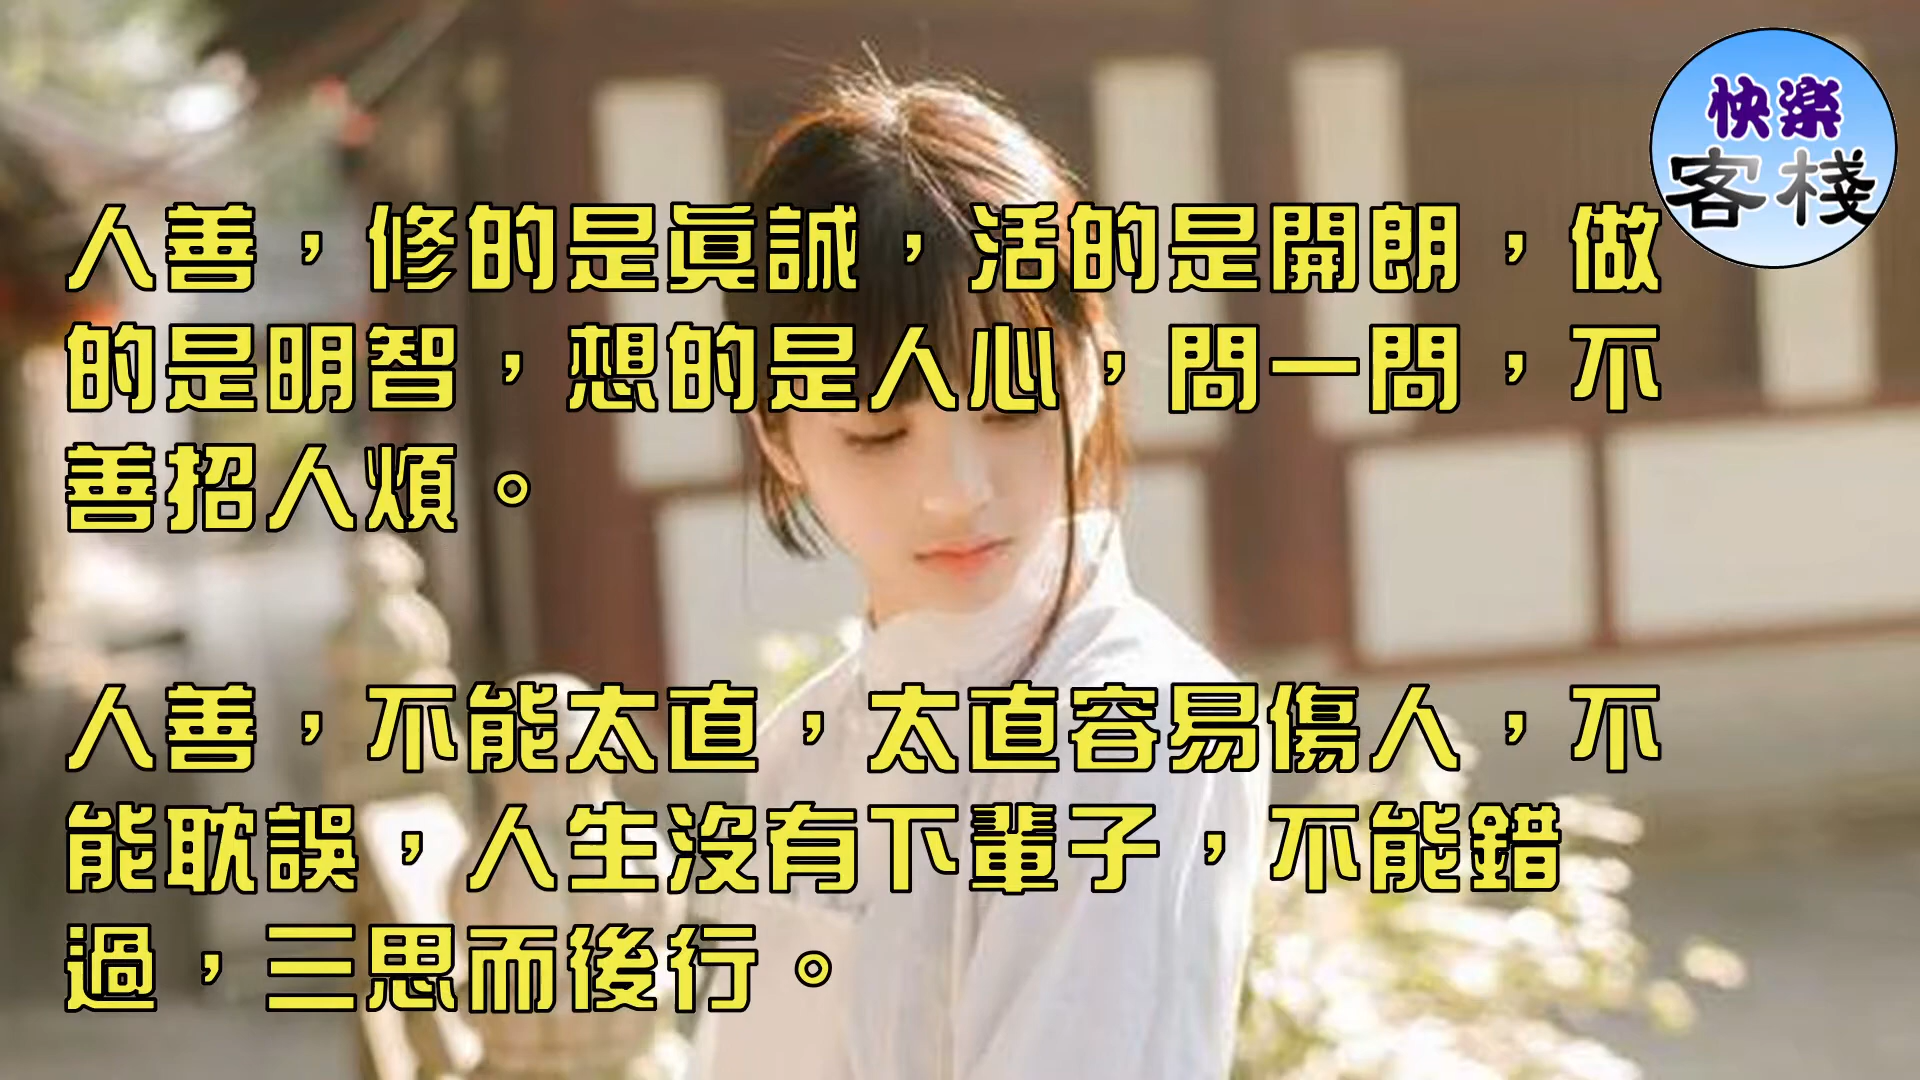 快楽
客棧
人善，修的是眞誠，活的是開朗，做
的是明智，想的是人心，問一問，不
善招人煩。
人善，不能太直，太直容易傷人，不
能耽誤，人生沒有下輩子，不能錯
過，三思而後行。